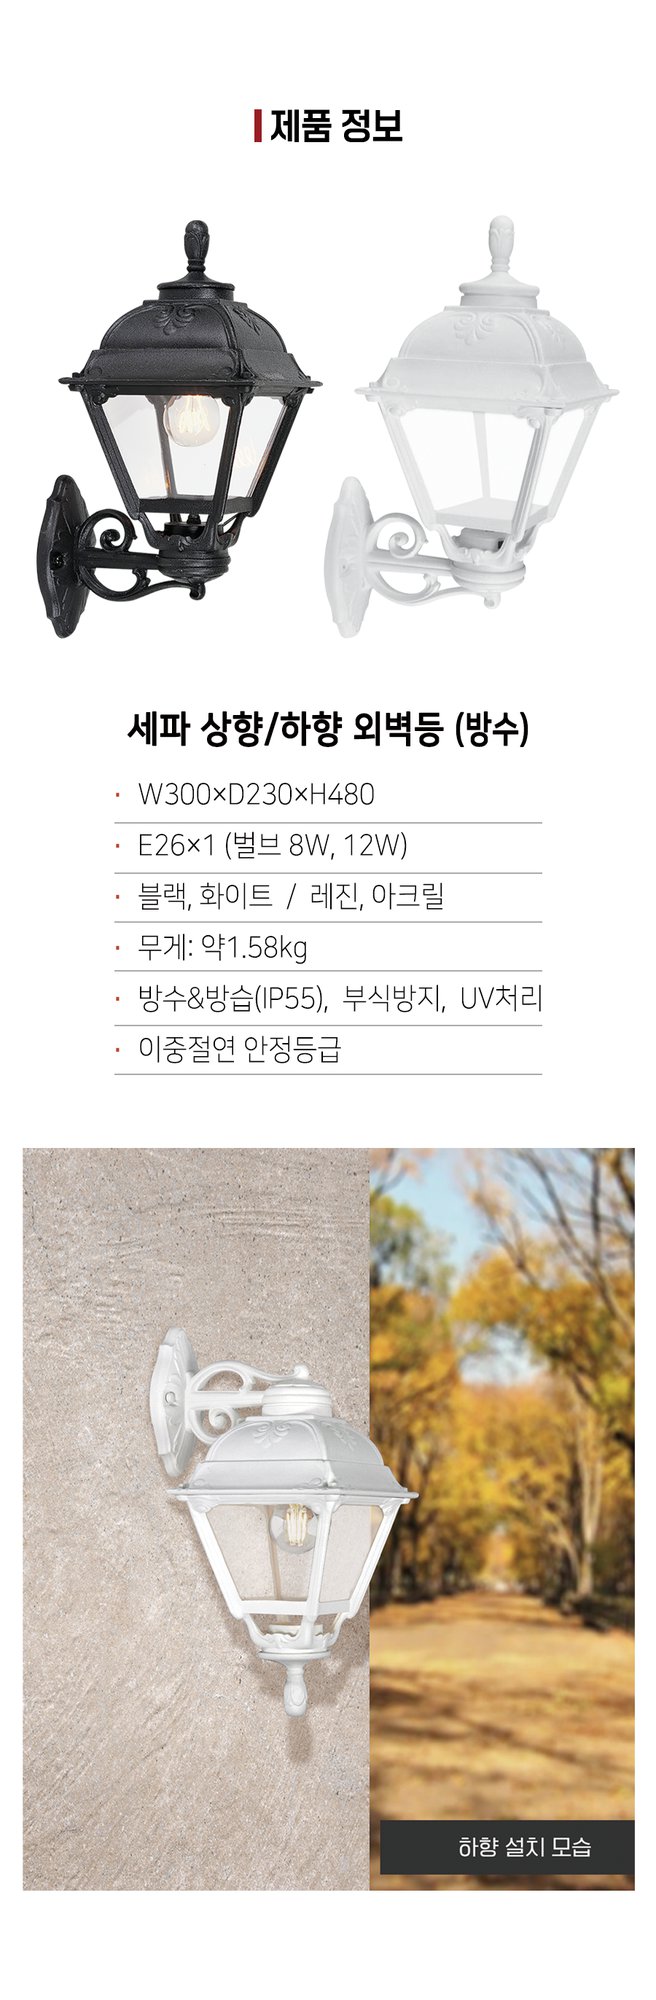 제품 정보
세파 상향/하향 외벽등 (방수)
· W300×D230×H480
· E26×1 (벌브 8W, 12W)
· 블랙, 화이트 / 레진, 아크릴
· 무게: 약1.58kg
· 방수&방습(IP55), 부식방지, UV처리
· 이중절연 안정등급
하향 설치 모습